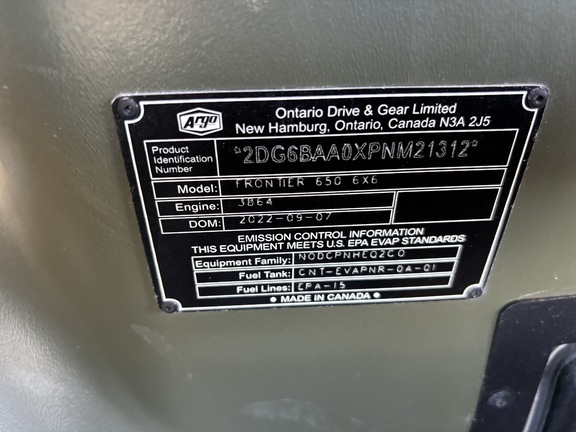 Argo
Ontario Drive & Gear Limited
New Hamburg, Ontario, Canada N3A 2J5
Product Identification Number *2DG6BAA0XPNM21312*
Model: FRONTIER 650 6X6
Engine: 3B64
DOM: 2022-09-07
EMISSION CONTROL INFORMATION
THIS EQUIPMENT MEETS U.S. EPA EVAP STANDARDS
Equipment Family: NODCPNHEQ2C0
Fuel Tank: CNT-EVAPNR-0A-01
Fuel Lines: EPA-15
• MADE IN CANADA •